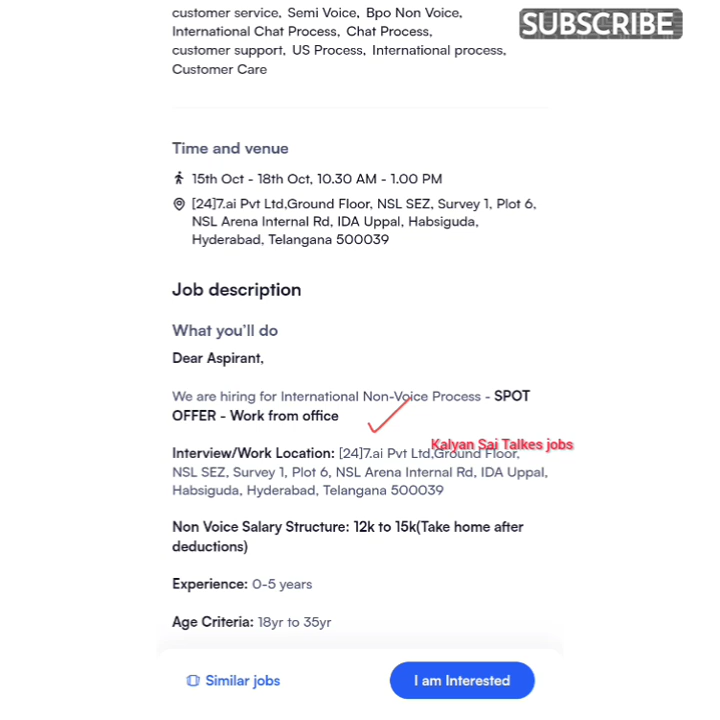 customer service, Semi Voice, Bpo Non Voice,
SUBSCRIBE
International Chat Process, Chat Process,
customer support, US Process, International process,
Customer Care
Time and venue
15th Oct - 18th Oct, 10.30 AM - 1.00 PM
[24]7.ai Pvt Ltd,Ground Floor, NSL SEZ, Survey 1, Plot 6,
NSL Arena Internal Rd, IDA Uppal, Habsiguda,
Hyderabad, Telangana 500039
Job description
What you'll do
Dear Aspirant,
We are hiring for International Non-Voice Process - SPOT
OFFER - Work from office
Kalyan Sai Talkes jobs
Interview/Work Location: [24]7.ai Pvt Ltd,Ground Floor,
NSL SEZ, Survey 1, Plot 6, NSL Arena Internal Rd, IDA Uppal,
Habsiguda, Hyderabad, Telangana 500039
Non Voice Salary Structure: 12k to 15k(Take home after
deductions)
Experience: 0-5 years
Age Criteria: 18yr to 35yr
Similar jobs
I am Interested